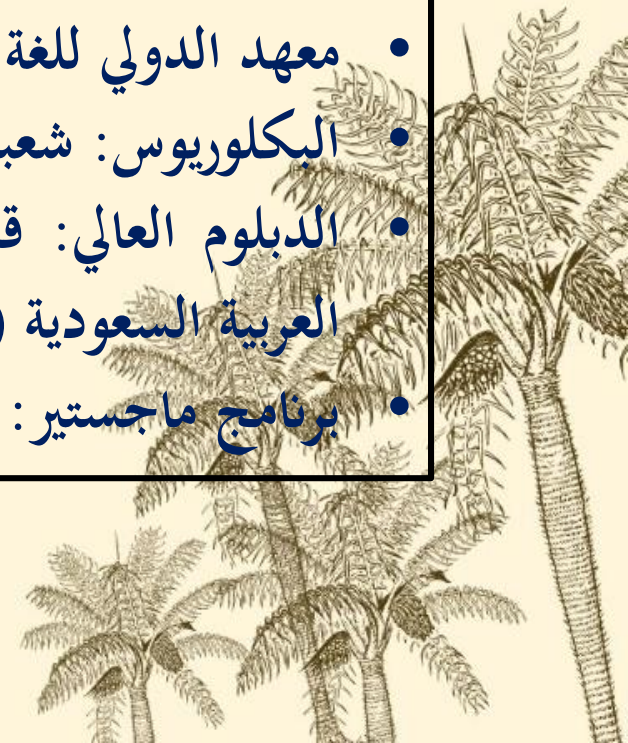 • معهد الدولي للغة
• البكلوريوس: شعب
• الدبلوم العالي: ق
العربية السعودية (
• برنامج ماجستير: